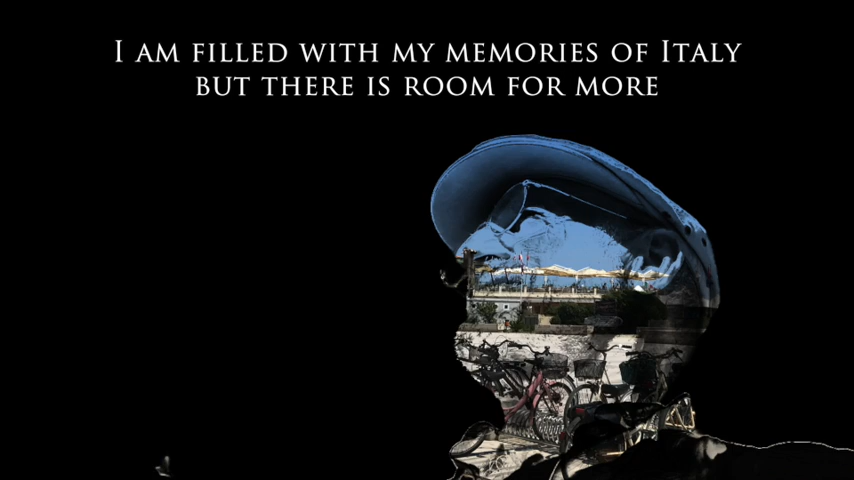 I am filled with my memories of Italy
but there is room for more